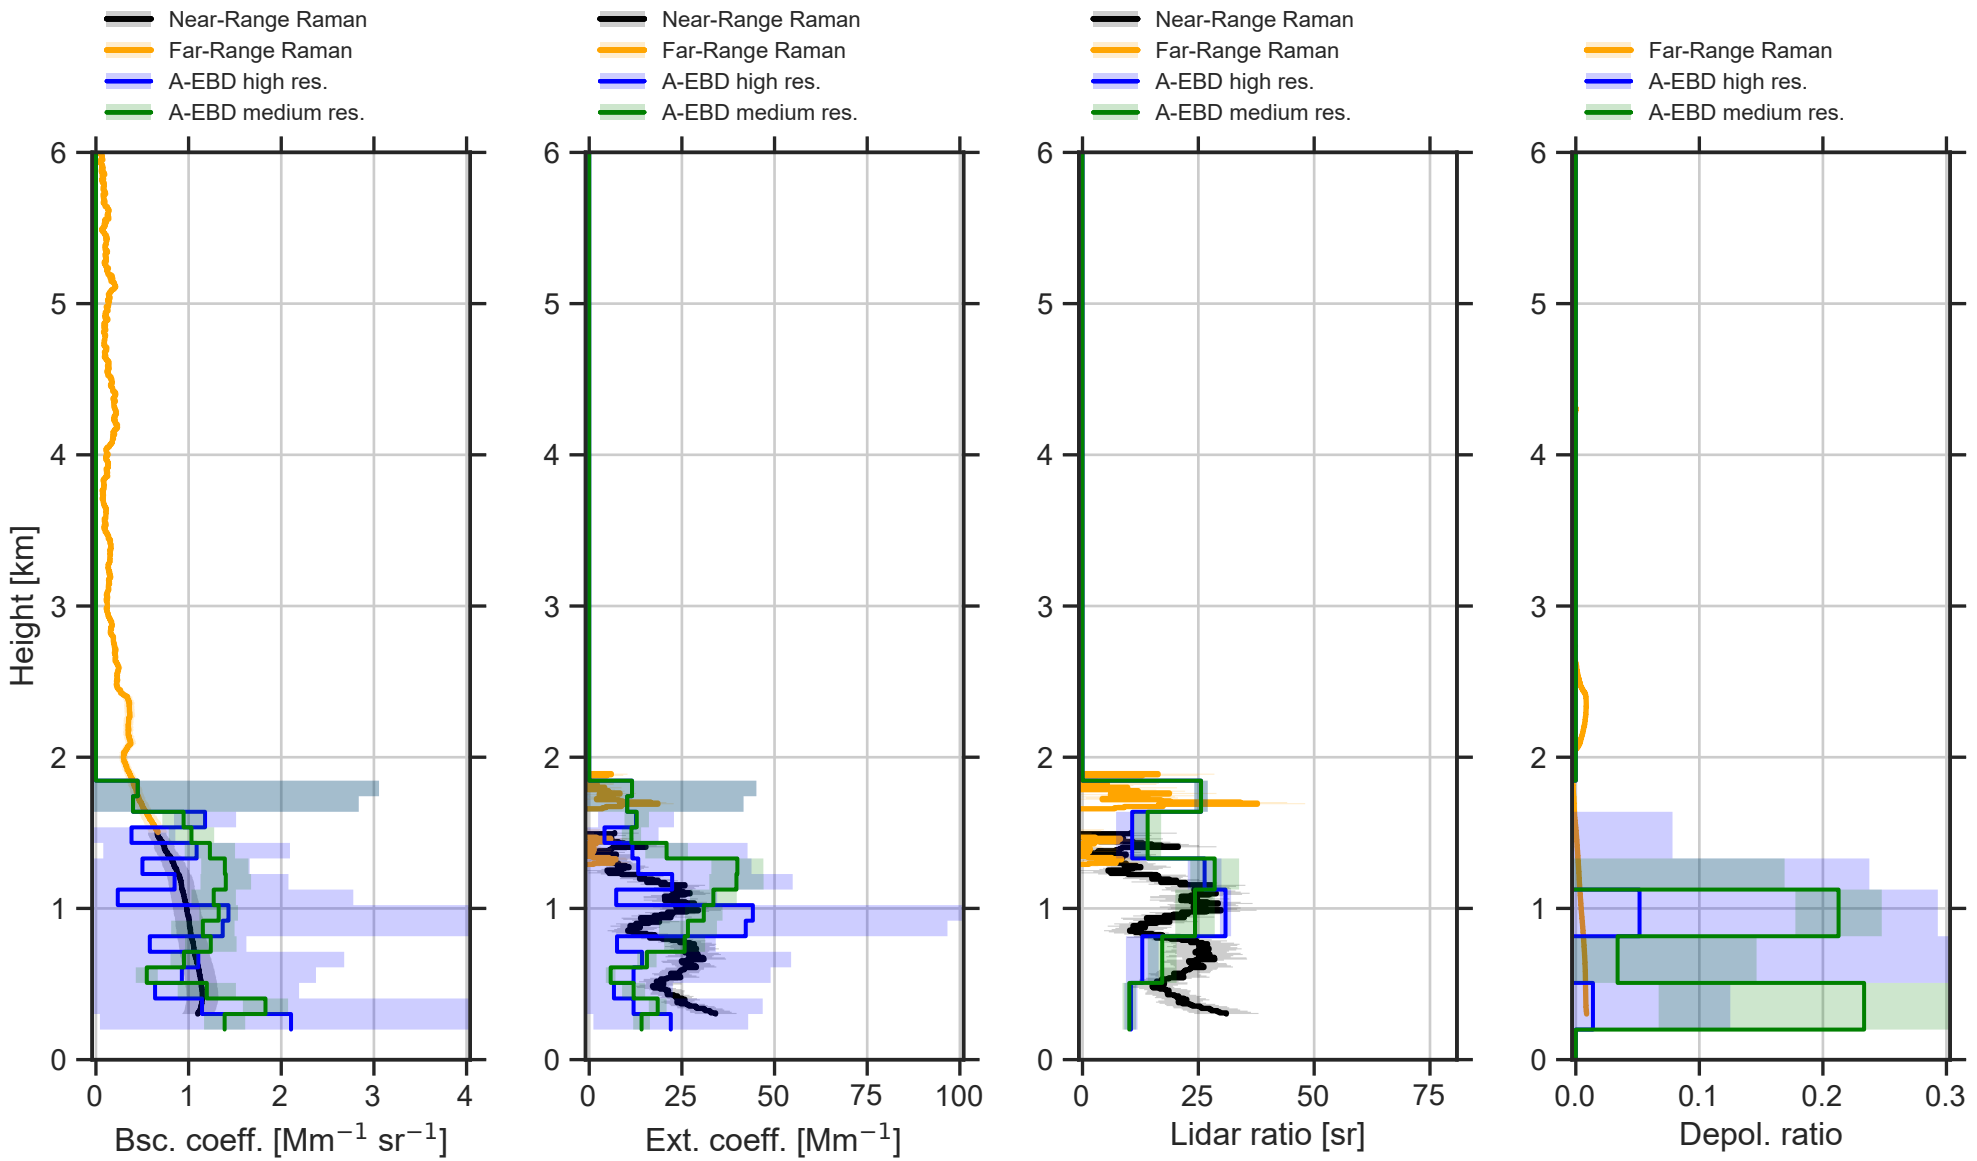 Near-Range Raman
Far-Range Raman
A-EBD high res.
A-EBD medium res.
Near-Range Raman
Far-Range Raman
A-EBD high res.
A-EBD medium res.
Near-Range Raman
Far-Range Raman
A-EBD high res.
A-EBD medium res.
Far-Range Raman
A-EBD high res.
A-EBD medium res.
Height [km]
6
5
4
3
2
1
0
0 1 2 3 4
Bsc. coeff. [Mm⁻¹ sr⁻¹]
6
5
4
3
2
1
0
0 25 50 75 100
Ext. coeff. [Mm⁻¹]
6
5
4
3
2
1
0
0 25 50 75
Lidar ratio [sr]
6
5
4
3
2
1
0
0.0 0.1 0.2 0.3
Depol. ratio